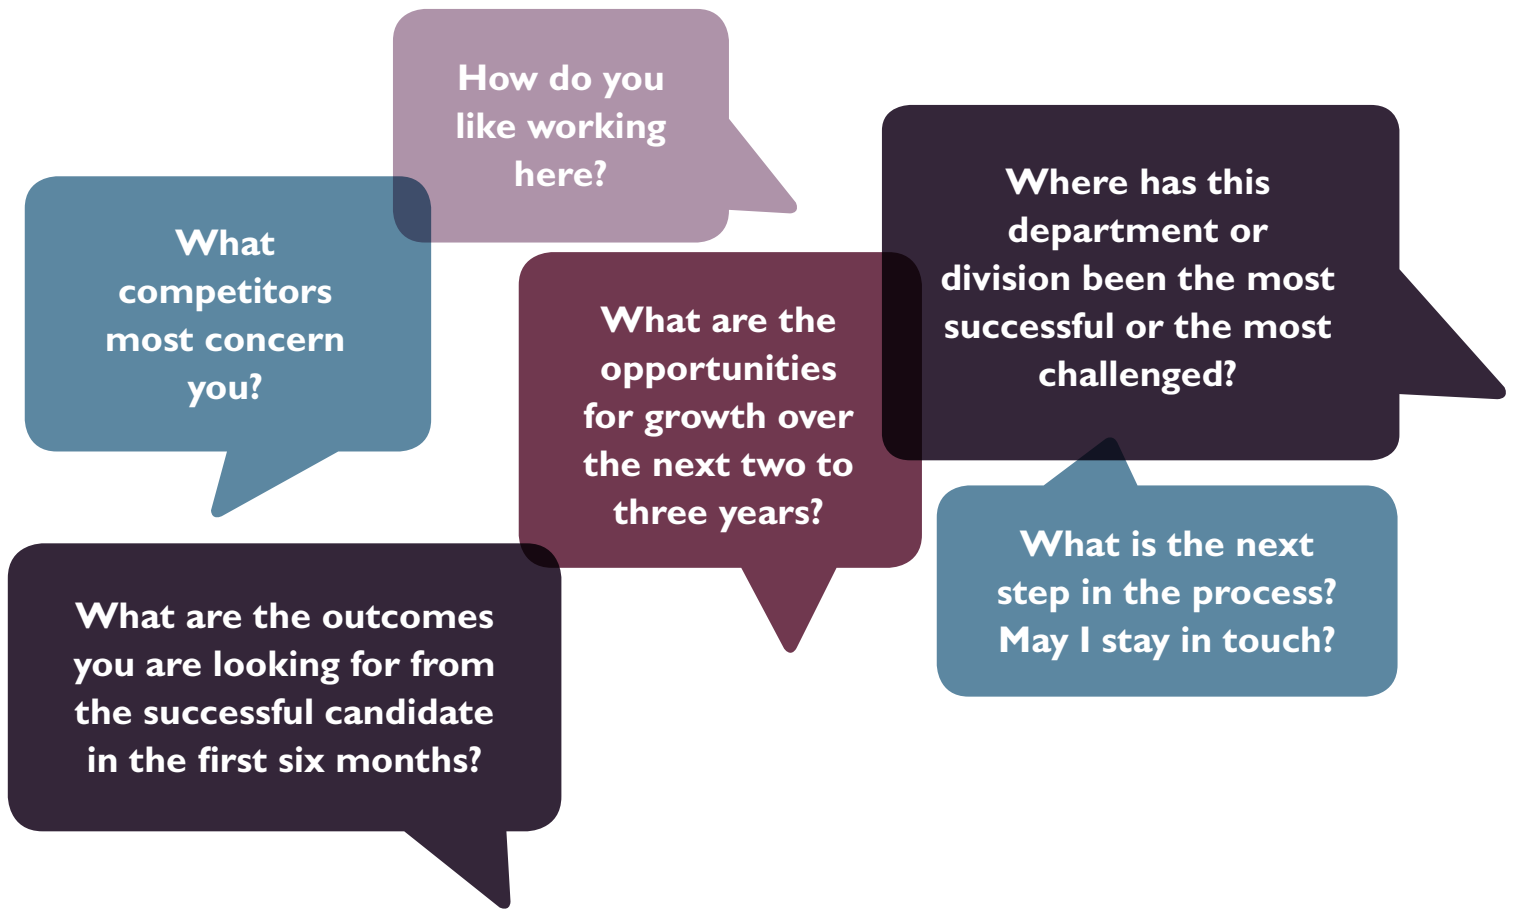 How do you
like working
here?
What
competitors
most concern
you?
Where has this
department or
division been the most
successful or the most
challenged?
What are the
opportunities
for growth over
the next two to
three years?
What is the next
step in the process?
May I stay in touch?
What are the outcomes
you are looking for from
the successful candidate
in the first six months?